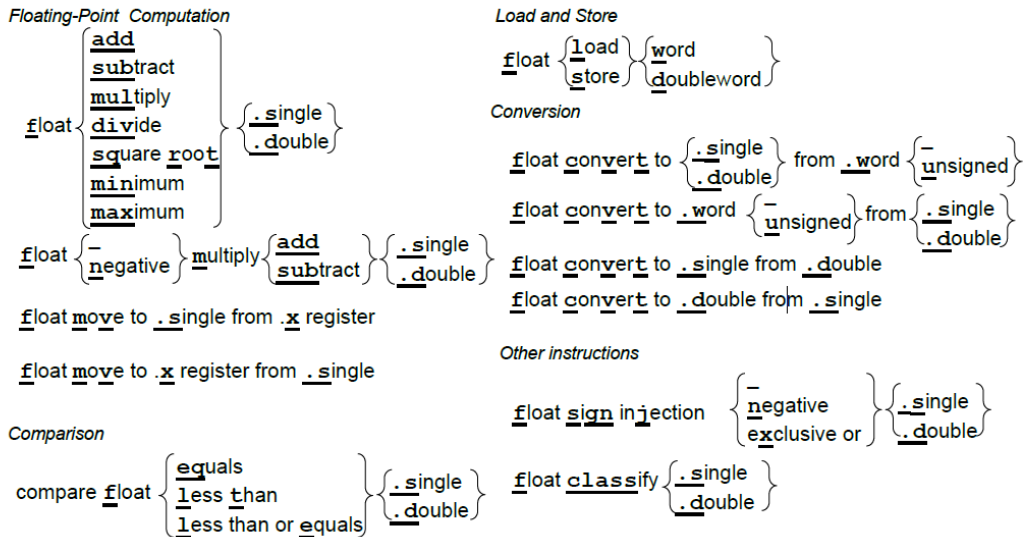 Floating-Point Computation
float
add
subtract
multiply
divide
square root
minimum
maximum
.single
.double
float
–
negative
multiply
add
subtract
.single
.double
float move to .single from .x register
float move to .x register from .single
Comparison
compare float
equals
less than
less than or equals
.single
.double
Load and Store
float
load
store
word
doubleword
Conversion
float convert to
.single
.double
from .word
–
unsigned
float convert to .word
–
unsigned
from
.single
.double
float convert to .single from .double
float convert to .double from .single
Other instructions
float sign injection
–
negative
exclusive or
.single
.double
float classify
.single
.double